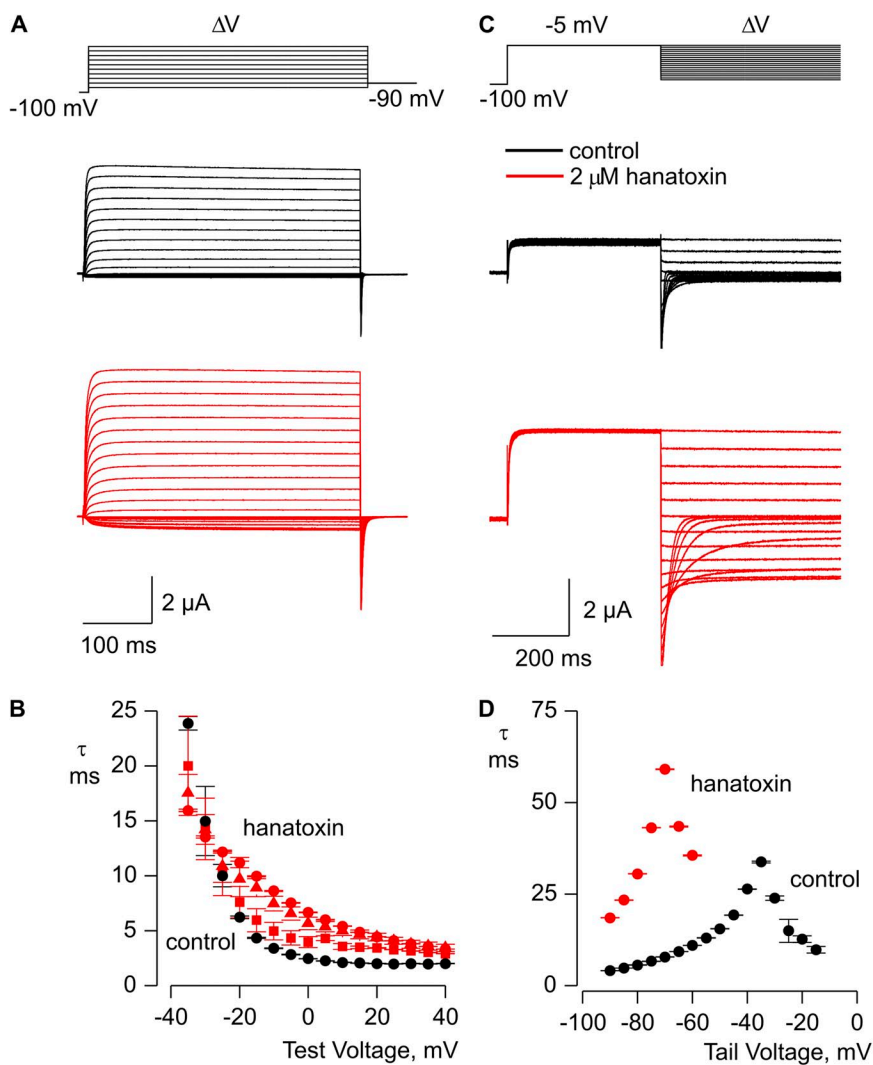 A
ΔV
-100 mV
-90 mV
C
-5 mV
ΔV
-100 mV
control
2 μM hanatoxin
2 μA
100 ms
2 μA
200 ms
B
τ
ms
25
20
15
10
5
0
hanatoxin
control
-40
-20
0
20
40
Test Voltage, mV
D
τ
ms
75
50
25
0
hanatoxin
control
-100
-80
-60
-40
-20
0
Tail Voltage, mV